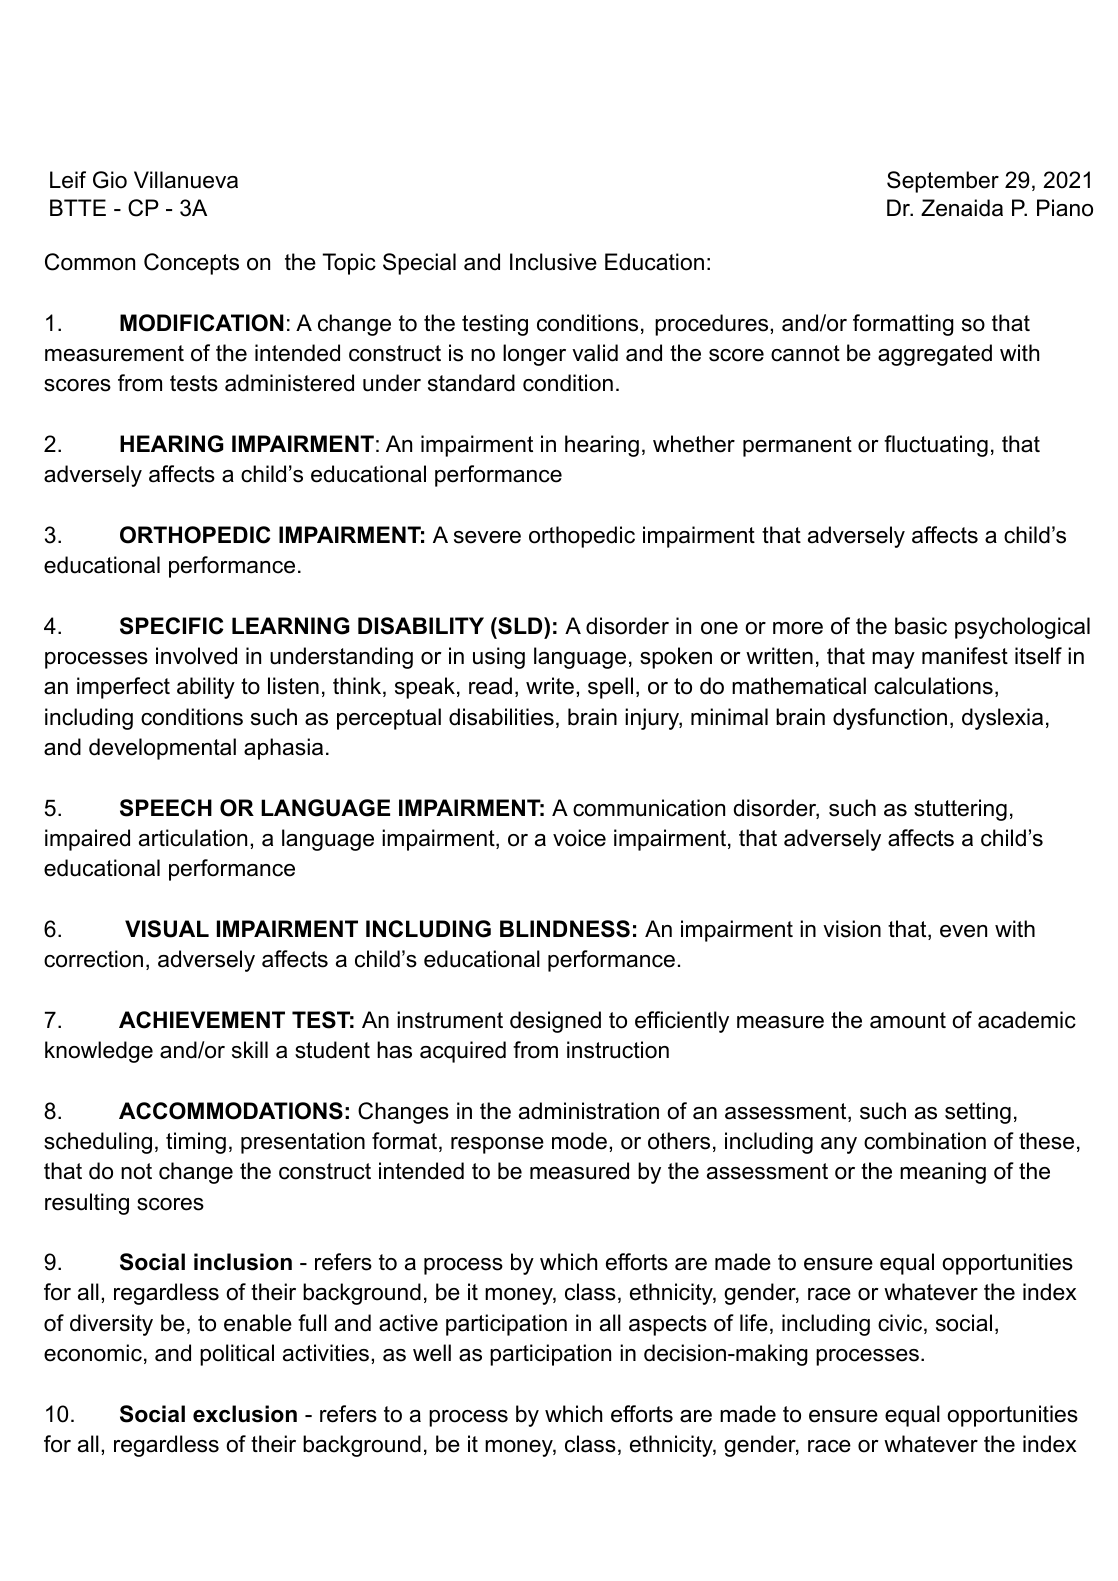 Leif Gio Villanueva September 29, 2021
BTTE - CP - 3A Dr. Zenaida P. Piano
Common Concepts on the Topic Special and Inclusive Education:
1. MODIFICATION: A change to the testing conditions, procedures, and/or formatting so that
measurement of the intended construct is no longer valid and the score cannot be aggregated with
scores from tests administered under standard condition.
2. HEARING IMPAIRMENT: An impairment in hearing, whether permanent or fluctuating, that
adversely affects a child’s educational performance
3. ORTHOPEDIC IMPAIRMENT: A severe orthopedic impairment that adversely affects a child’s
educational performance.
4. SPECIFIC LEARNING DISABILITY (SLD): A disorder in one or more of the basic psychological
processes involved in understanding or in using language, spoken or written, that may manifest itself in
an imperfect ability to listen, think, speak, read, write, spell, or to do mathematical calculations,
including conditions such as perceptual disabilities, brain injury, minimal brain dysfunction, dyslexia,
and developmental aphasia.
5. SPEECH OR LANGUAGE IMPAIRMENT: A communication disorder, such as stuttering,
impaired articulation, a language impairment, or a voice impairment, that adversely affects a child’s
educational performance
6. VISUAL IMPAIRMENT INCLUDING BLINDNESS: An impairment in vision that, even with
correction, adversely affects a child’s educational performance.
7. ACHIEVEMENT TEST: An instrument designed to efficiently measure the amount of academic
knowledge and/or skill a student has acquired from instruction
8. ACCOMMODATIONS: Changes in the administration of an assessment, such as setting,
scheduling, timing, presentation format, response mode, or others, including any combination of these,
that do not change the construct intended to be measured by the assessment or the meaning of the
resulting scores
9. Social inclusion - refers to a process by which efforts are made to ensure equal opportunities
for all, regardless of their background, be it money, class, ethnicity, gender, race or whatever the index
of diversity be, to enable full and active participation in all aspects of life, including civic, social,
economic, and political activities, as well as participation in decision-making processes.
10. Social exclusion - refers to a process by which efforts are made to ensure equal opportunities
for all, regardless of their background, be it money, class, ethnicity, gender, race or whatever the index